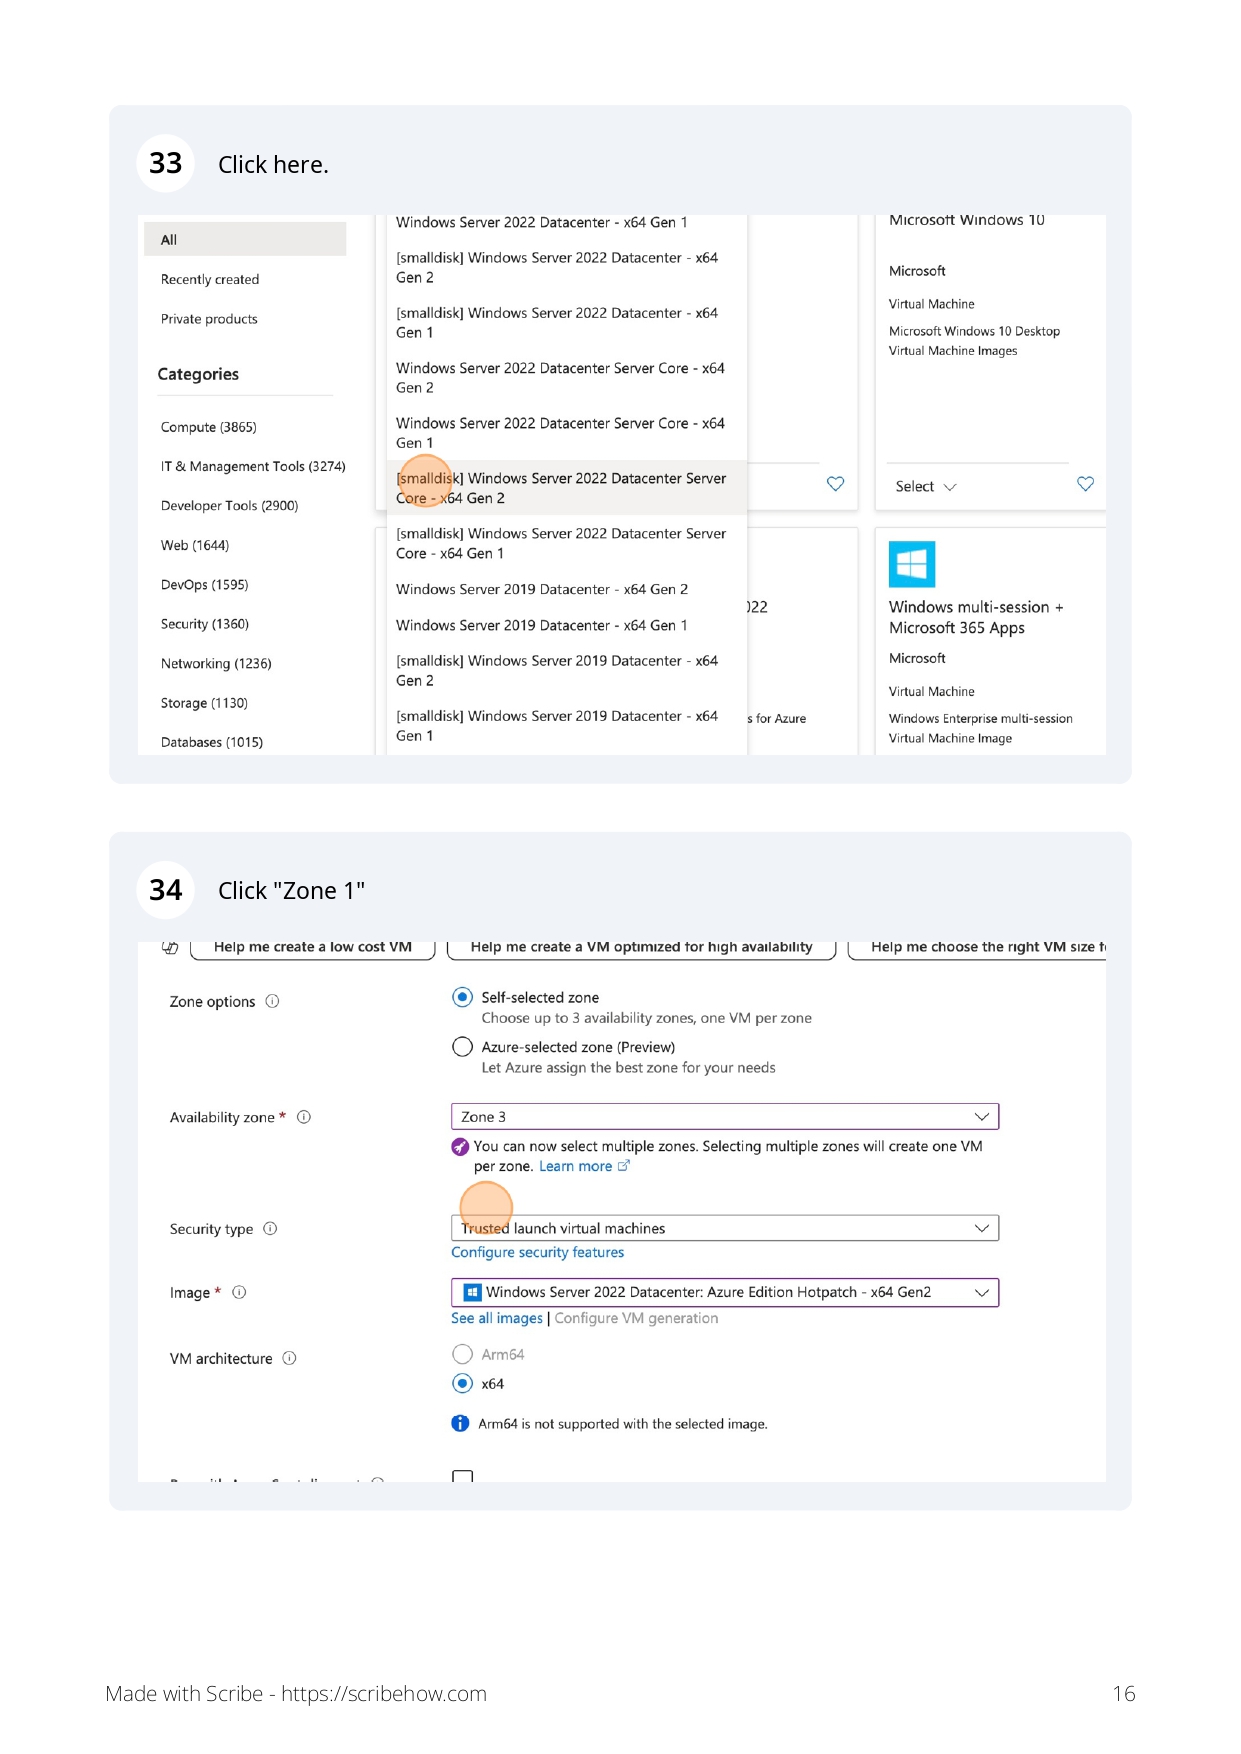 33 Click here.
All
Recently created
Private products
Categories
Compute (3865)
IT & Management Tools (3274)
Developer Tools (2900)
Web (1644)
DevOps (1595)
Security (1360)
Networking (1236)
Storage (1130)
Databases (1015)
Windows Server 2022 Datacenter - x64 Gen 1
[smalldisk] Windows Server 2022 Datacenter - x64
Gen 2
[smalldisk] Windows Server 2022 Datacenter - x64
Gen 1
Windows Server 2022 Datacenter Server Core - x64
Gen 2
Windows Server 2022 Datacenter Server Core - x64
Gen 1
[smalldisk] Windows Server 2022 Datacenter Server
Core - x64 Gen 2
[smalldisk] Windows Server 2022 Datacenter Server
Core - x64 Gen 1
Windows Server 2019 Datacenter - x64 Gen 2
Windows Server 2019 Datacenter - x64 Gen 1
[smalldisk] Windows Server 2019 Datacenter - x64
Gen 2
[smalldisk] Windows Server 2019 Datacenter - x64
Gen 1
s for Azure
Microsoft Windows 10
Microsoft
Virtual Machine
Microsoft Windows 10 Desktop
Virtual Machine Images
Select
Windows multi-session +
Microsoft 365 Apps
Microsoft
Virtual Machine
Windows Enterprise multi-session
Virtual Machine Image
34 Click "Zone 1"
Help me create a low cost VM
Help me create a VM optimized for high availability
Help me choose the right VM size
Zone options
Self-selected zone
Choose up to 3 availability zones, one VM per zone
Azure-selected zone (Preview)
Let Azure assign the best zone for your needs
Availability zone *
Zone 3
You can now select multiple zones. Selecting multiple zones will create one VM
per zone. Learn more
Security type
Trusted launch virtual machines
Configure security features
Image *
Windows Server 2022 Datacenter: Azure Edition Hotpatch - x64 Gen2
See all images | Configure VM generation
VM architecture
Arm64
x64
Arm64 is not supported with the selected image.
Made with Scribe - https://scribehow.com
16